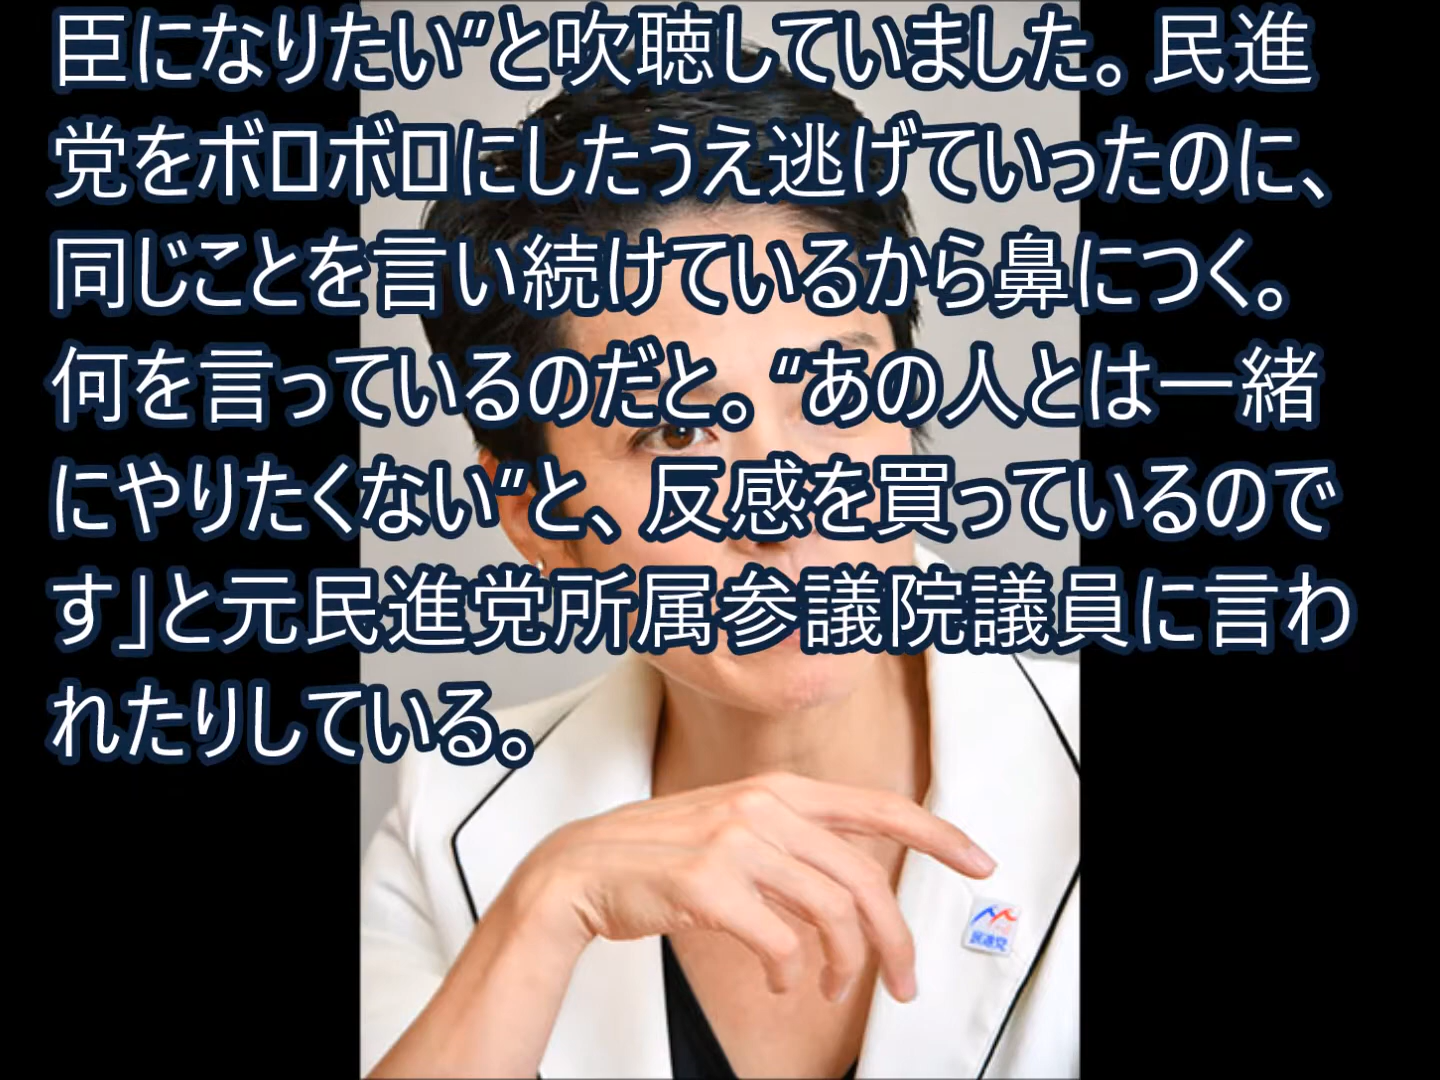 臣になりたい”と吹聴していました。民進
党をボロボロにしたうえ逃げていったのに、
同じことを言い続けているから鼻につく。
何を言っているのだと。“あの人とは一緒
にやりたくない”と、反感を買っているので
す」と元民進党所属参議院議員に言わ
れたりしている。
民進党